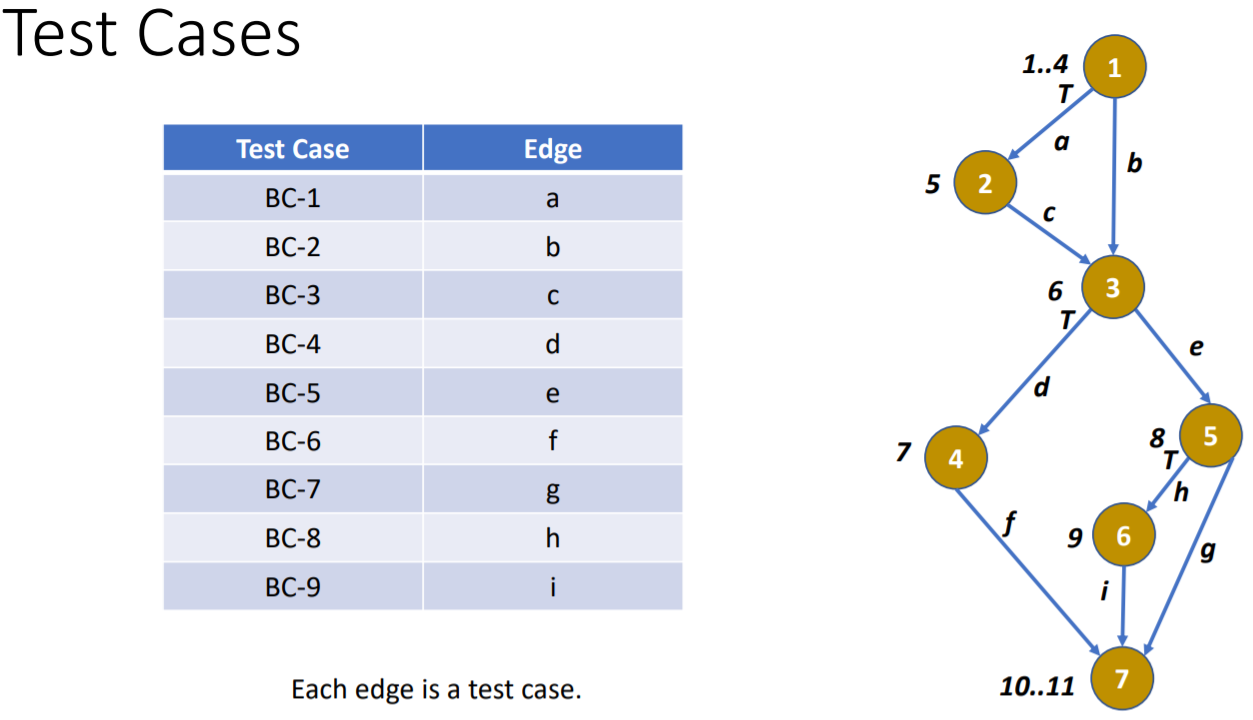 Test Cases
Test Case Edge
BC-1 a
BC-2 b
BC-3 c
BC-4 d
BC-5 e
BC-6 f
BC-7 g
BC-8 h
BC-9 i
Each edge is a test case.
1..4 1
T
a
b
5 2
c
6 3
T
e
d
8 5
T
7 4
h
f
9 6
g
i
10..11 7